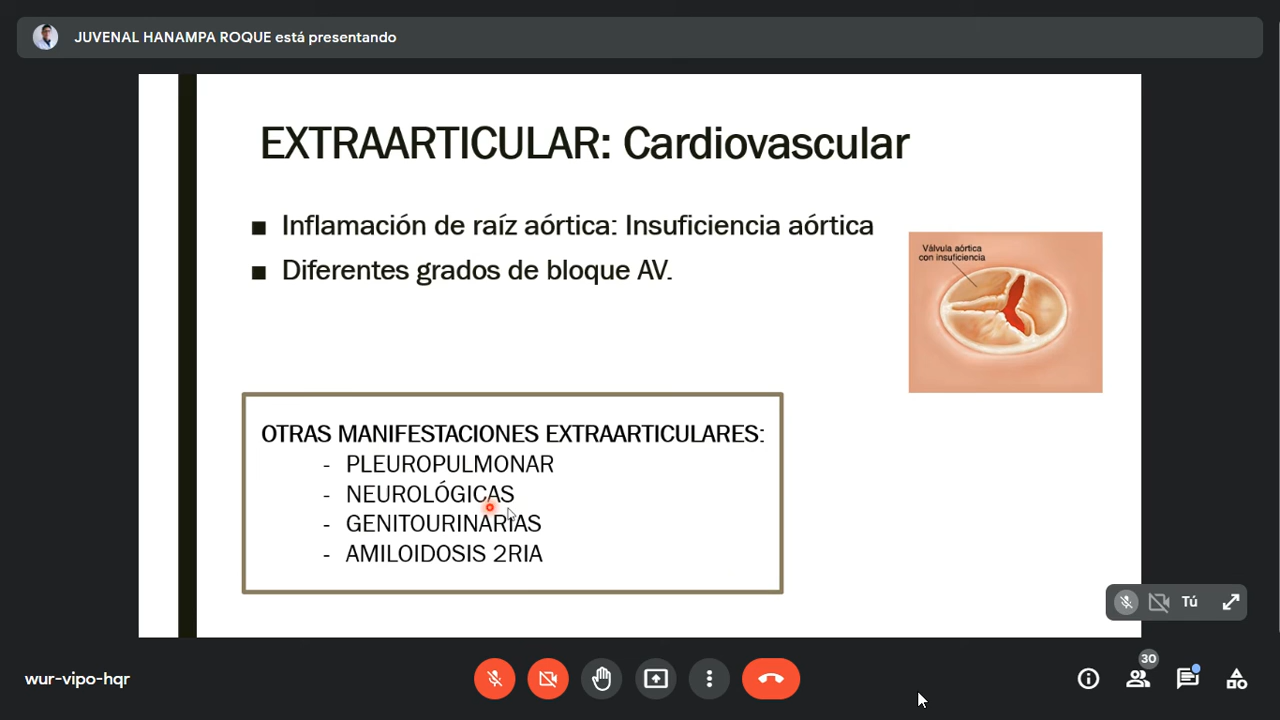 JUVENAL HANAMPA ROQUE está presentando
EXTRAARTICULAR: Cardiovascular
■ Inflamación de raíz aórtica: Insuficiencia aórtica
■ Diferentes grados de bloque AV.
Válvula aórtica
con insuficiencia
OTRAS MANIFESTACIONES EXTRAARTICULARES:
- PLEUROPULMONAR
- NEUROLÓGICAS
- GENITOURINARIAS
- AMILOIDOSIS 2RIA
Tú
wur-vipo-hqr
30